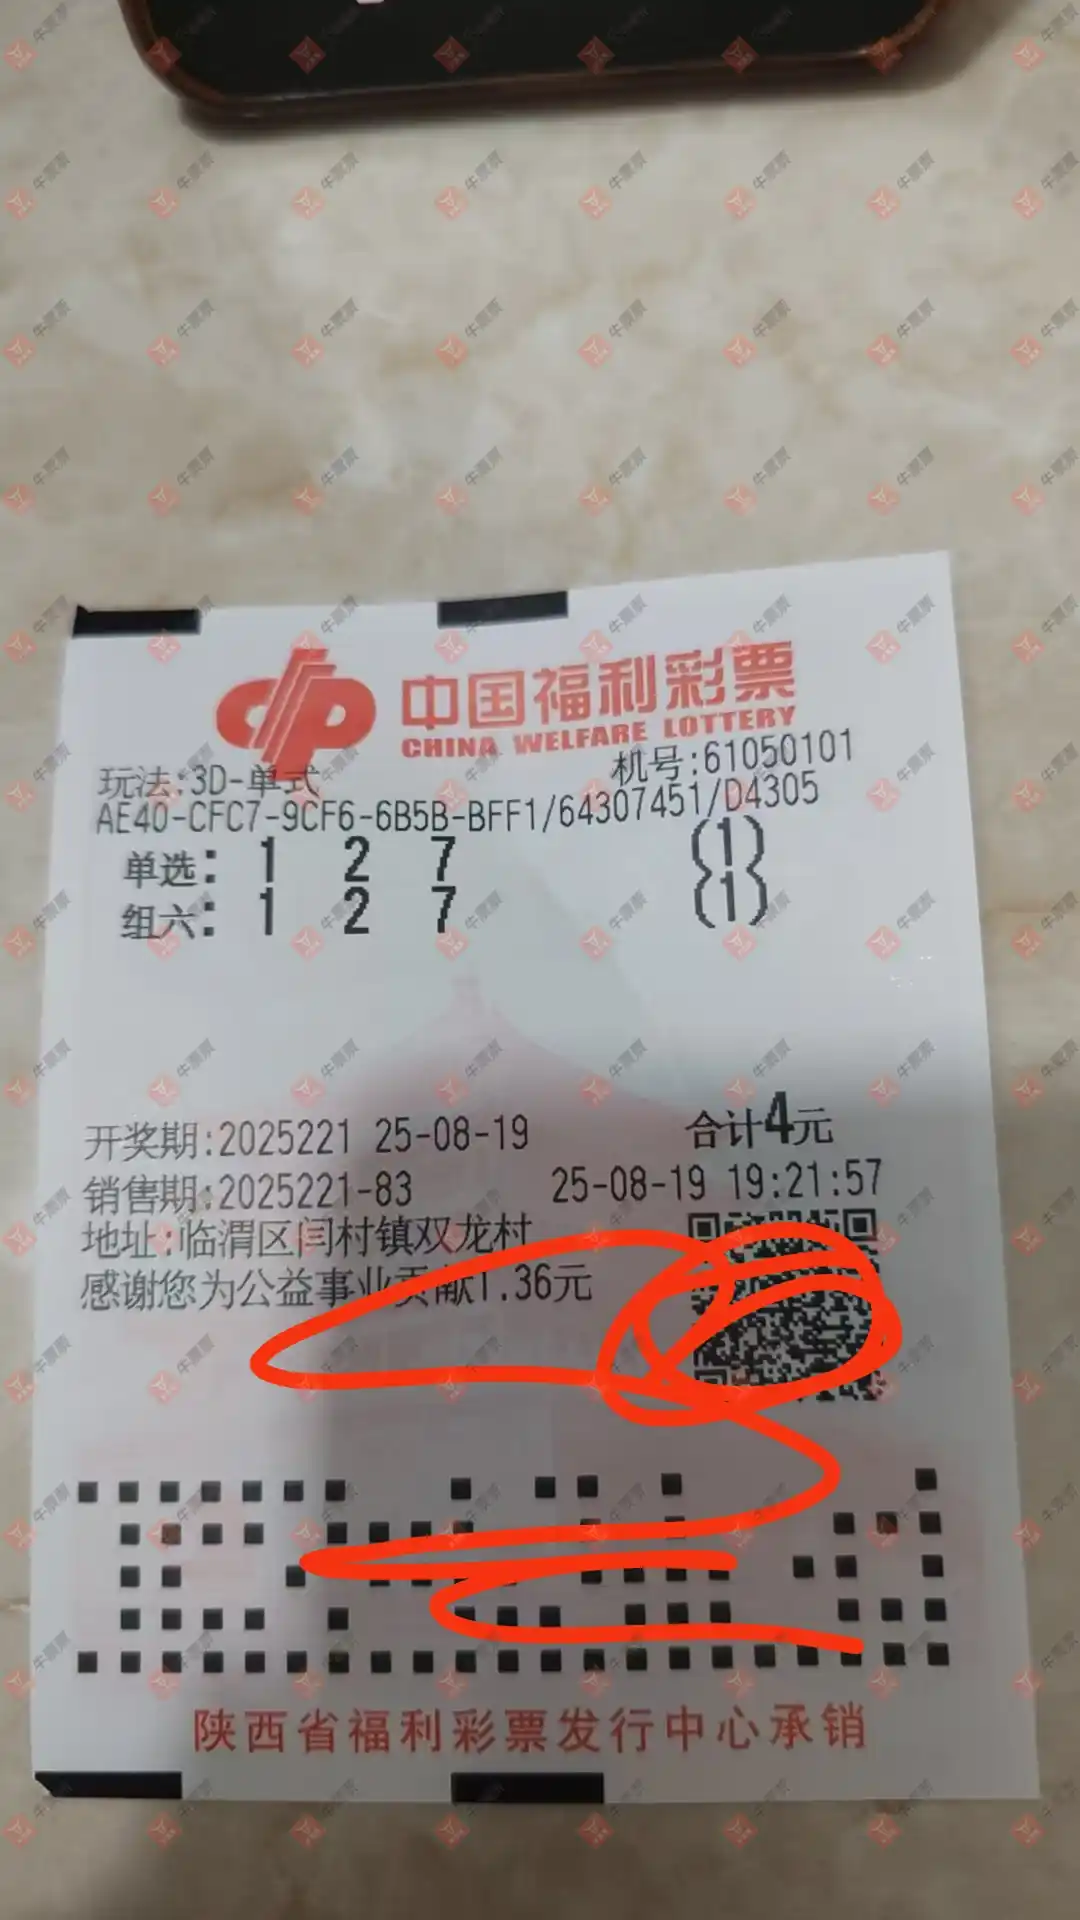 中国福利彩票
CHINA WELFARE LOTTERY
玩法:3D-单式 机号:61050101
AE40-CFC7-9CF6-6B5B-BFF1/64307451/D4305
单选: 1 2 7 {1}
组六: 1 2 7 {1}
开奖期:2025221 25-08-19 合计4元
销售期:2025221-83 25-08-19 19:21:57
地址:临渭区闫村镇双龙村
感谢您为公益事业贡献1.36元
陕西省福利彩票发行中心承销
牛票票